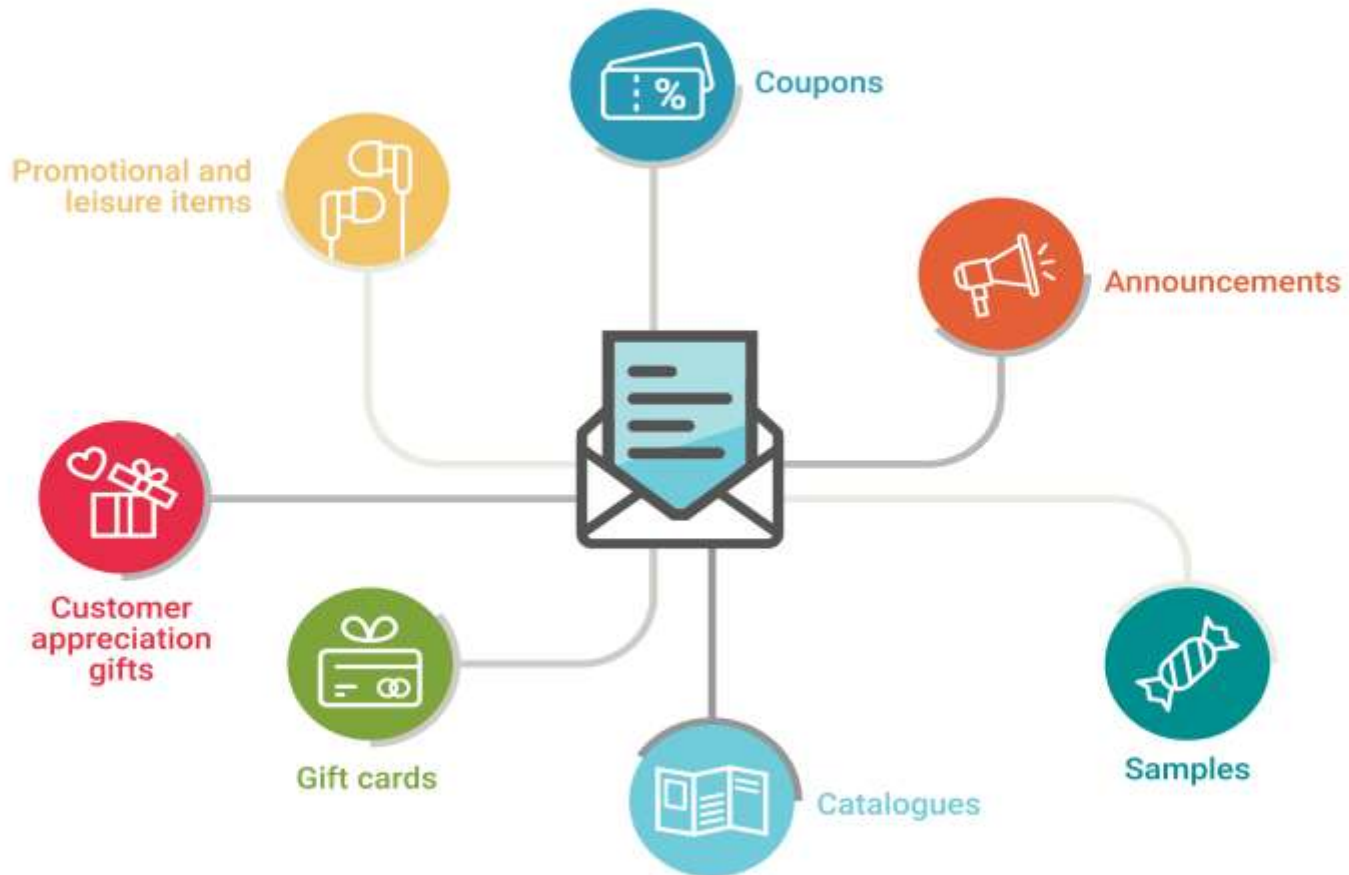 Coupons
%
Promotional and
leisure items
Announcements
Customer
appreciation
gifts
Gift cards
Samples
Catalogues